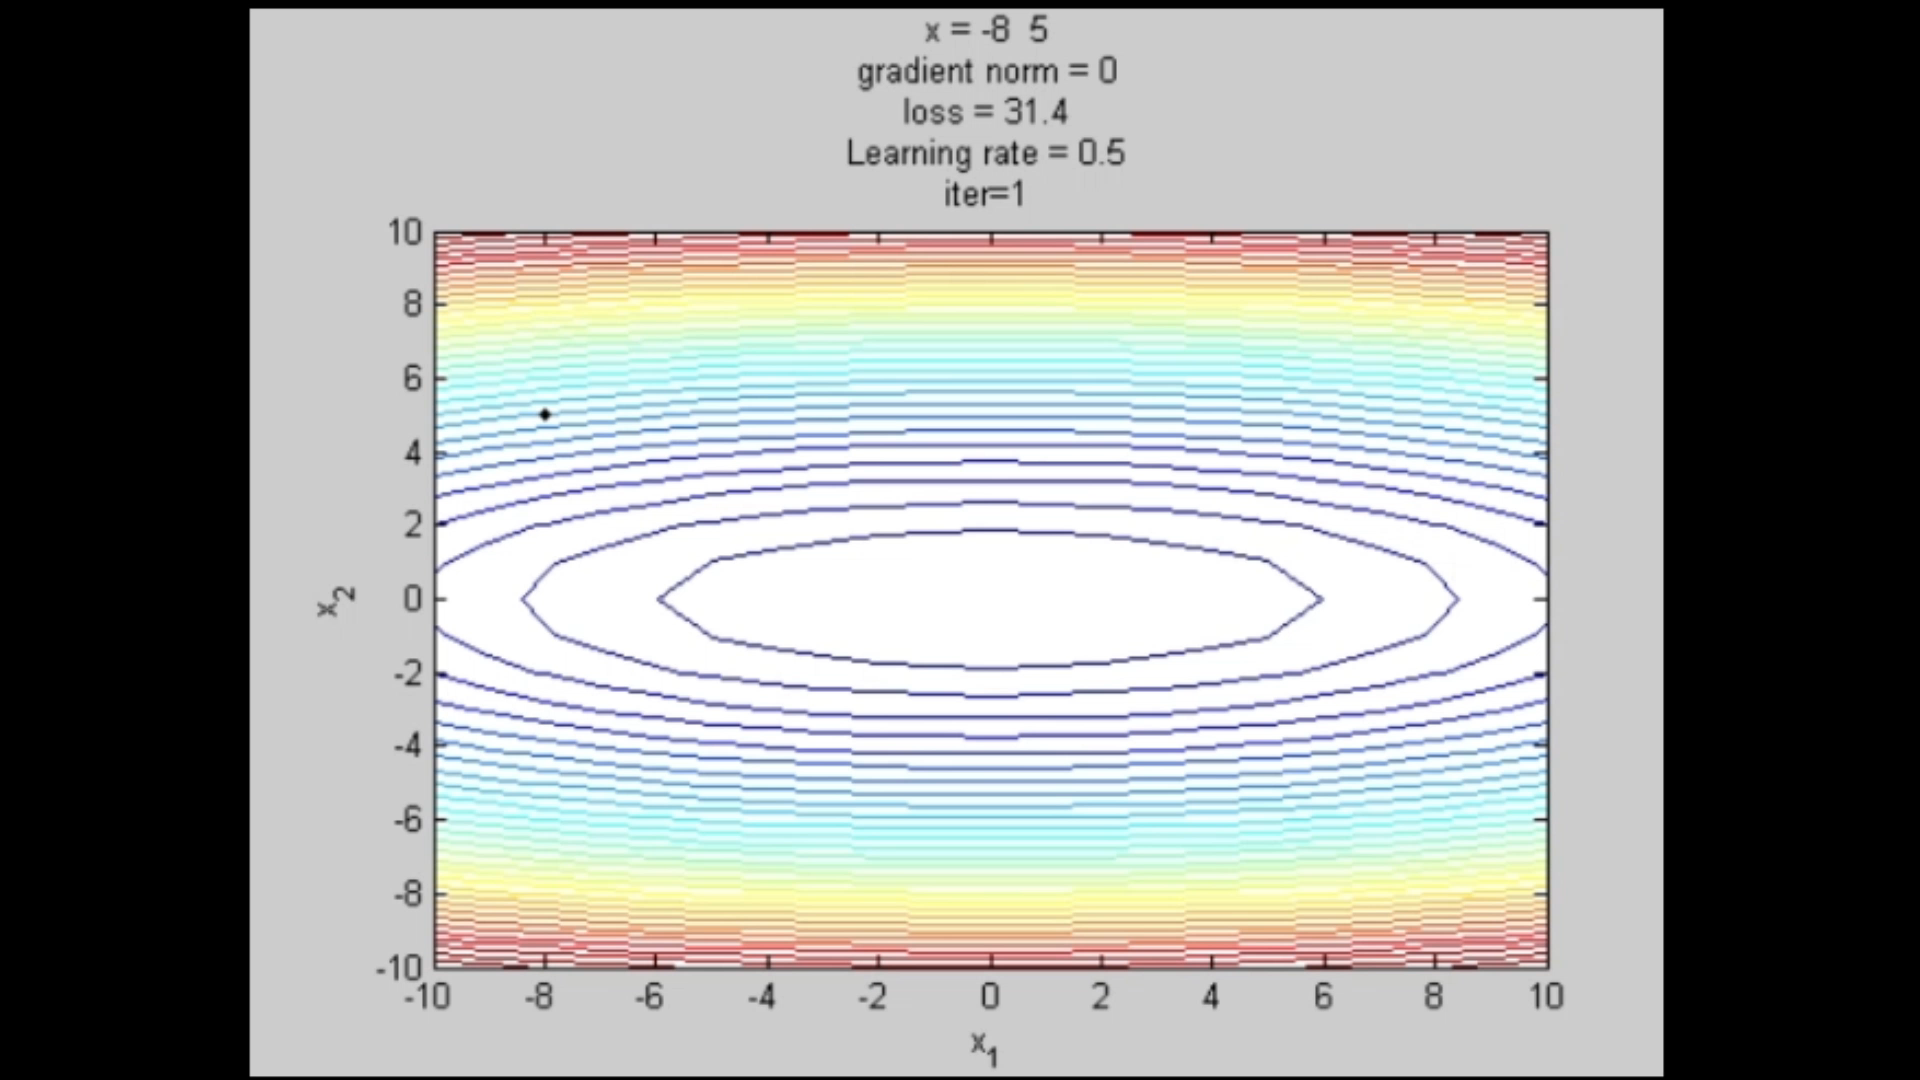 x = -8 5
gradient norm = 0
loss = 31.4
Learning rate = 0.5
iter=1
10
8
6
4
2
0
-2
-4
-6
-8
-10
x2
-10 -8 -6 -4 -2 0 2 4 6 8 10
x1